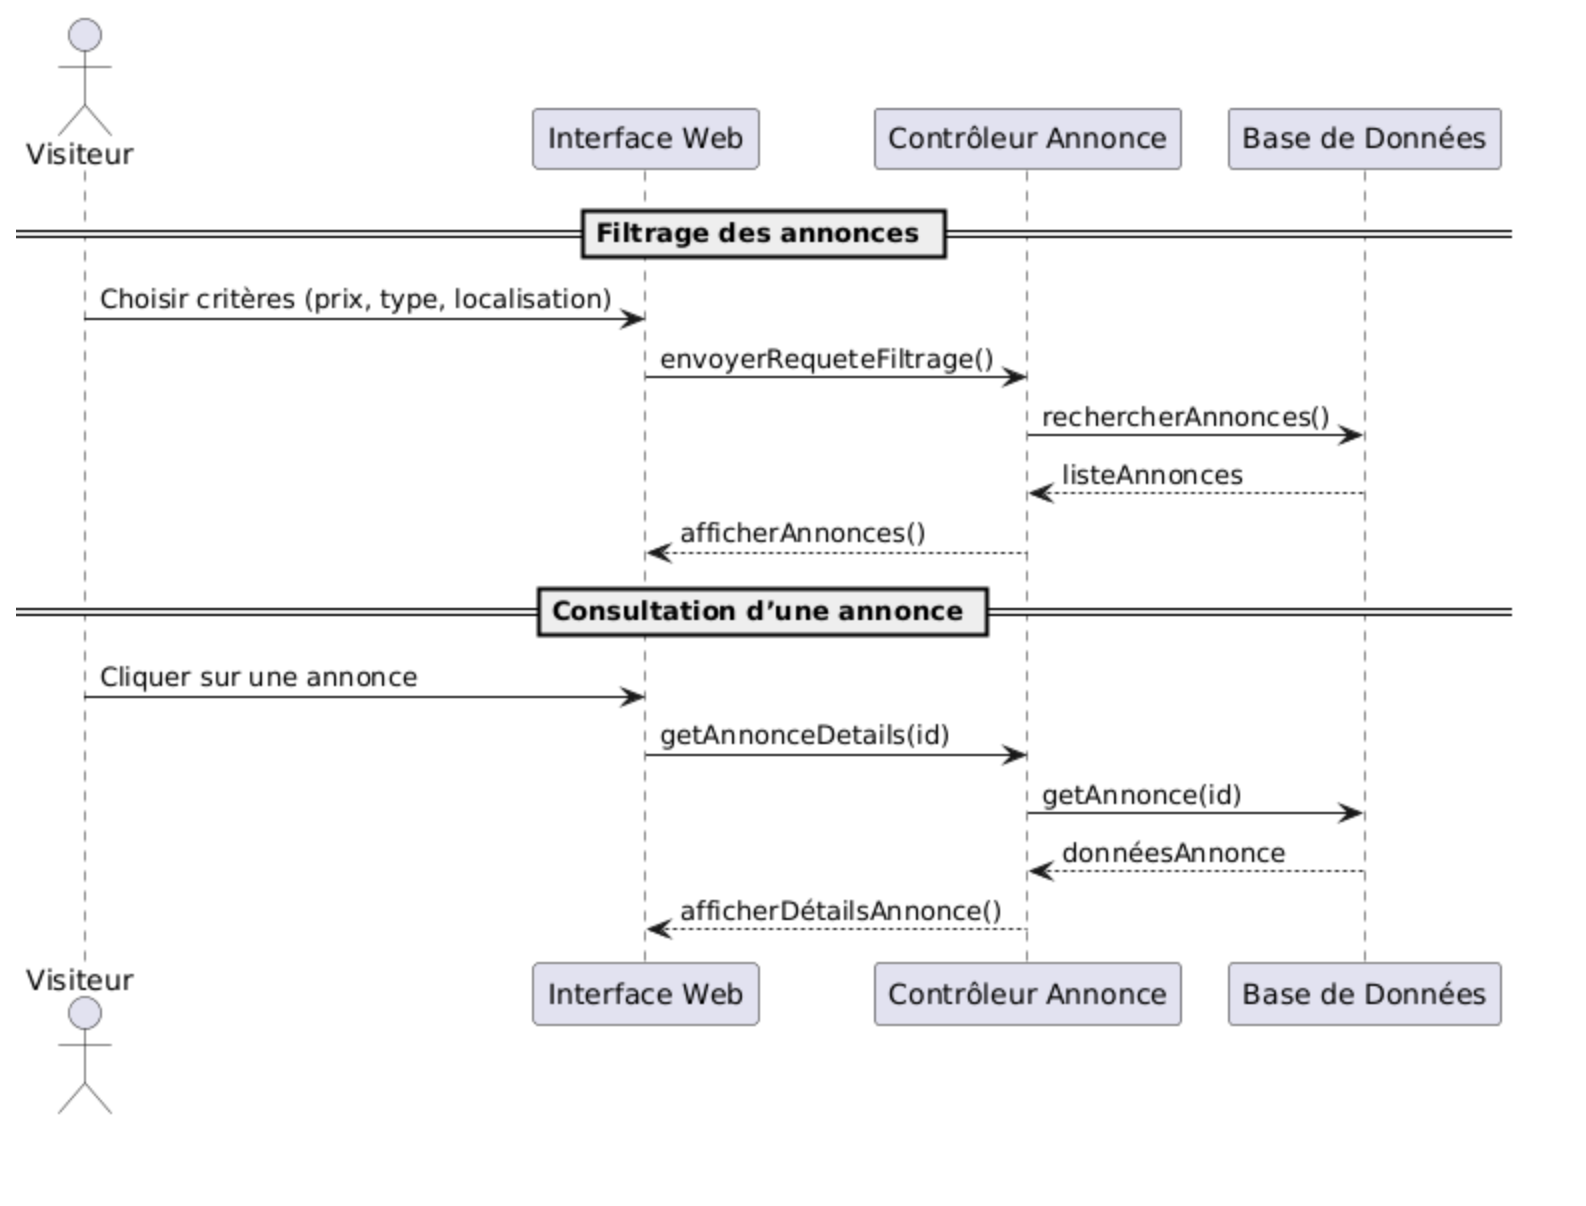 Visiteur
Interface Web
Contrôleur Annonce
Base de Données
Filtrage des annonces
Choisir critères (prix, type, localisation)
envoyerRequeteFiltrage()
rechercherAnnonces()
listeAnnonces
afficherAnnonces()
Consultation d’une annonce
Cliquer sur une annonce
getAnnonceDetails(id)
getAnnonce(id)
donnéesAnnonce
afficherDétailsAnnonce()
Visiteur
Interface Web
Contrôleur Annonce
Base de Données